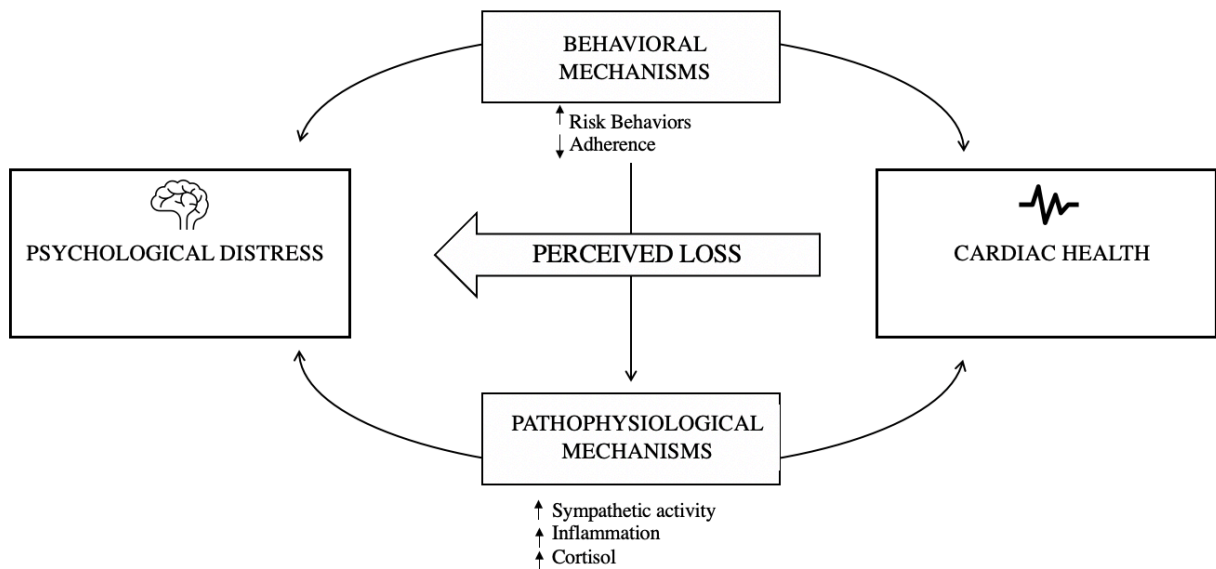 BEHAVIORAL
MECHANISMS
Risk Behaviors
Adherence
PSYCHOLOGICAL DISTRESS
PERCEIVED LOSS
CARDIAC HEALTH
PATHOPHYSIOLOGICAL
MECHANISMS
Sympathetic activity
Inflammation
Cortisol